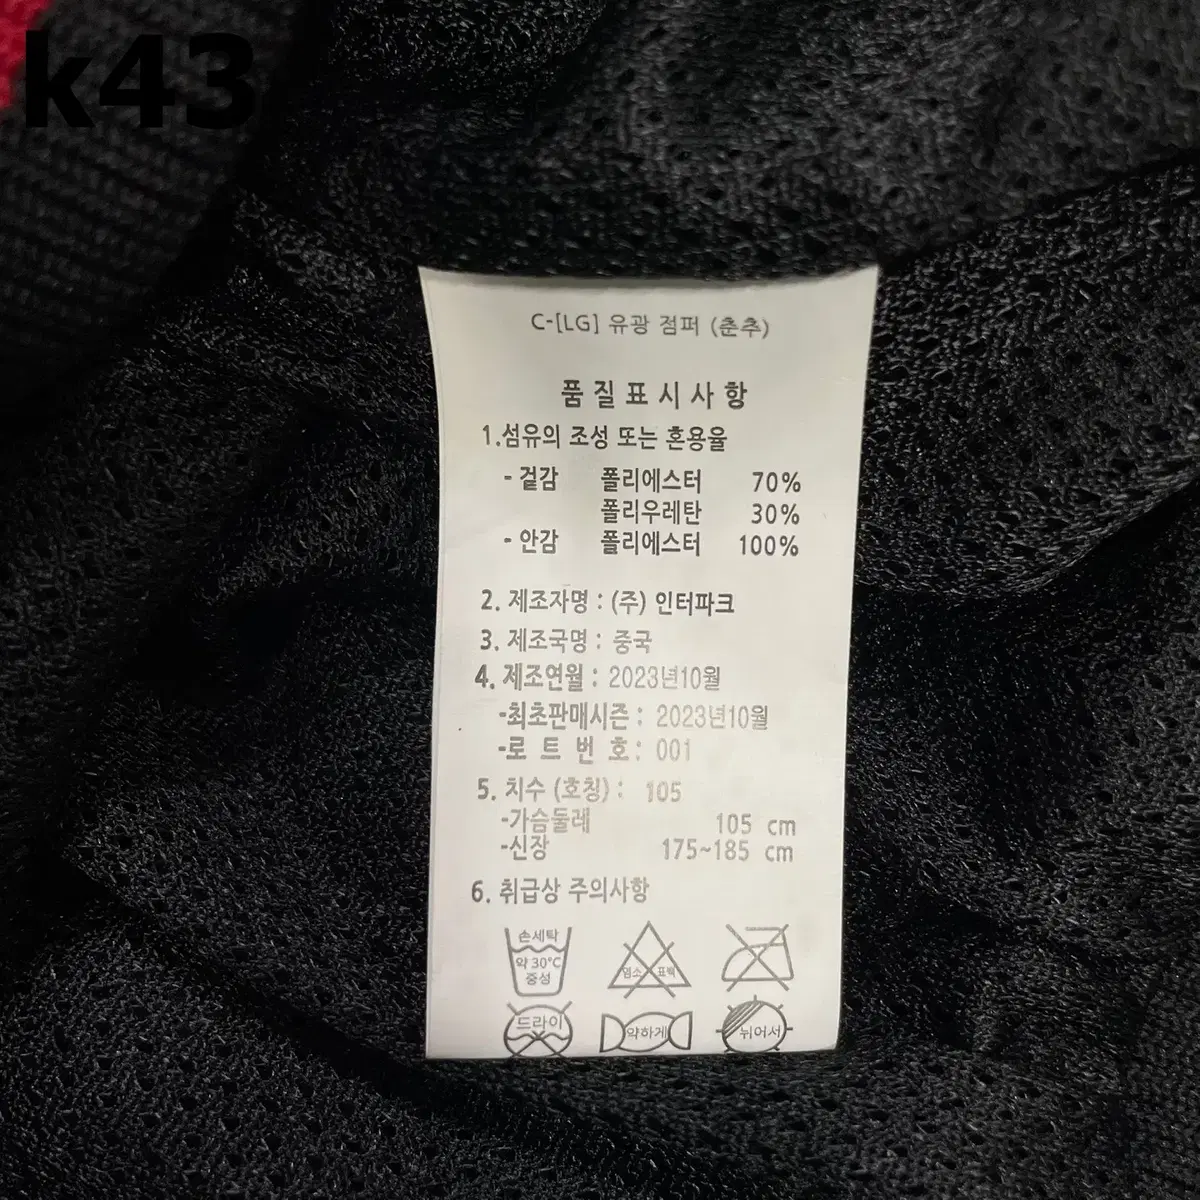 k43
C-[LG] 유광 점퍼 (춘추)
품질표시사항
1.섬유의 조성 또는 혼용율
- 겉감 폴리에스터 70%
폴리우레탄 30%
- 안감 폴리에스터 100%
2. 제조자명 : (주) 인터파크
3. 제조국명 : 중국
4. 제조연월 : 2023년10월
-최초판매시즌 : 2023년10월
-로 트 번 호 : 001
5. 치수 (호칭) : 105
-가슴둘레 105 cm
-신장 175~185 cm
6. 취급상 주의사항
손세탁
약 30℃
중성
염소 표백
드라이
약하게
뉘어서